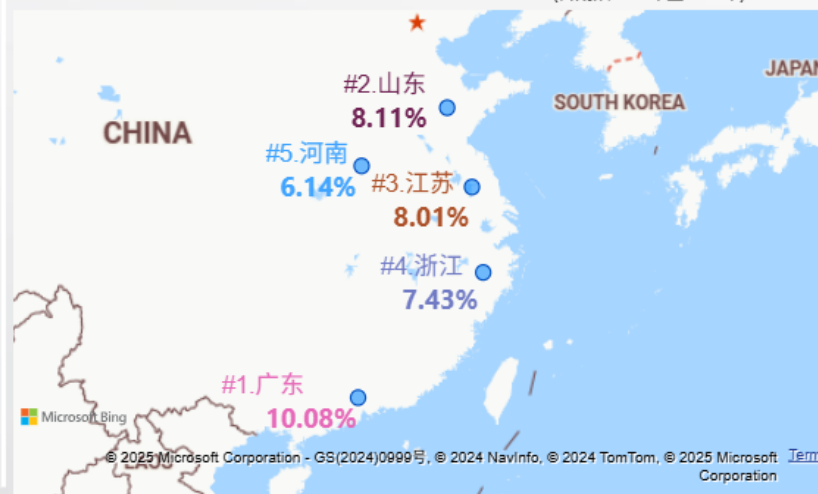 JAPAN
#2.山东
8.11%
SOUTH KOREA
CHINA
#5.河南
6.14%
#3.江苏
8.01%
#4.浙江
7.43%
#1.广东
10.08%
Microsoft Bing
LAOS
© 2025 Microsoft Corporation - GS(2024)0999号, © 2024 NavInfo, © 2024 TomTom, © 2025 Microsoft Corporation
Term